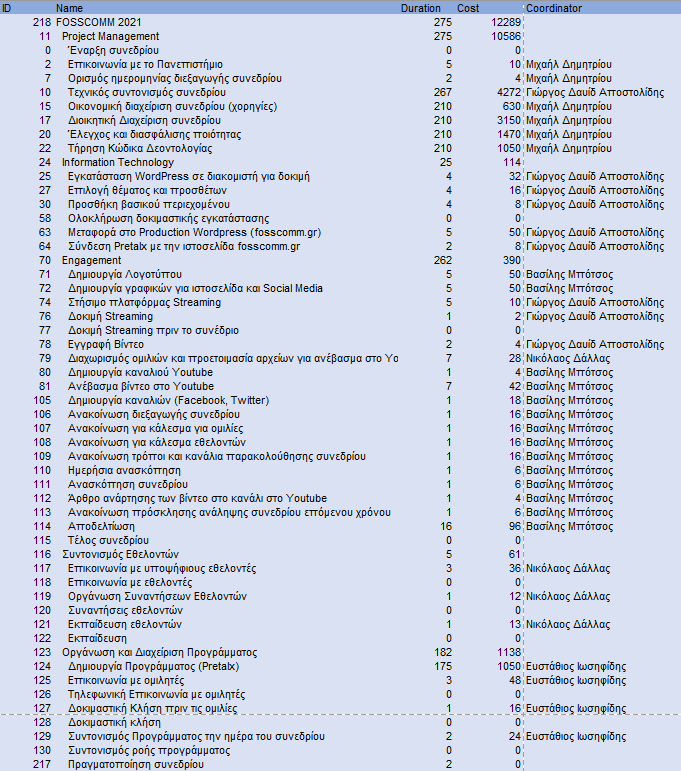 ID Name Duration Cost Coordinator
218 FOSSCOMM 2021 275 12289
11 Project Management 275 10586
0 Έναρξη συνεδρίου 0 0
2 Επικοινωνία με το Πανεπιστήμιο 5 10 Μιχαήλ Δημητρίου
7 Ορισμός ημερομηνίας διεξαγωγής συνεδρίου 2 4 Μιχαήλ Δημητρίου
10 Τεχνικός συντονισμός συνεδρίου 267 4272 Γιώργος Δαυίδ Αποστολίδης
15 Οικονομική διαχείριση συνεδρίου (χορηγίες) 210 630 Μιχαήλ Δημητρίου
17 Διοικητική Διαχείριση συνεδρίου 210 3150 Μιχαήλ Δημητρίου
20 Έλεγχος και διασφάλισης ποιότητας 210 1470 Μιχαήλ Δημητρίου
22 Τήρηση Κώδικα Δεοντολογίας 210 1050 Μιχαήλ Δημητρίου
24 Information Technology 25 114
25 Εγκατάσταση WordPress σε διακομιστή για δοκιμή 4 32 Γιώργος Δαυίδ Αποστολίδης
27 Επιλογή θέματος και προσθέτων 4 16 Γιώργος Δαυίδ Αποστολίδης
30 Προσθήκη βασικού περιεχομένου 4 8 Γιώργος Δαυίδ Αποστολίδης
58 Ολοκλήρωση δοκιμαστικής εγκατάστασης 0 0
63 Μεταφορά στο Production Wordpress (fosscomm.gr) 5 50 Γιώργος Δαυίδ Αποστολίδης
64 Σύνδεση Pretalx με την ιστοσελίδα fosscomm.gr 2 8 Γιώργος Δαυίδ Αποστολίδης
70 Engagement 262 390
71 Δημιουργία Λογοτύπου 5 50 Βασίλης Μπότσος
72 Δημιουργία γραφικών για ιστοσελίδα και Social Media 5 50 Βασίλης Μπότσος
74 Στήσιμο πλατφόρμας Streaming 5 10 Γιώργος Δαυίδ Αποστολίδης
76 Δοκιμή Streaming 1 2 Γιώργος Δαυίδ Αποστολίδης
77 Δοκιμή Streaming πριν το συνέδριο 0 0
78 Εγγραφή Βίντεο 2 4 Γιώργος Δαυίδ Αποστολίδης
79 Διαχωρισμός ομιλιών και προετοιμασία αρχείων για ανέβασμα στο Yo 7 28 Νικόλαος Δάλλας
80 Δημιουργία καναλιού Youtube 1 4 Βασίλης Μπότσος
81 Ανέβασμα βίντεο στο Youtube 7 42 Βασίλης Μπότσος
105 Δημιουργία καναλιών (Facebook, Twitter) 1 18 Βασίλης Μπότσος
106 Ανακοίνωση διεξαγωγής συνεδρίου 1 16 Βασίλης Μπότσος
107 Ανακοίνωση για κάλεσμα για ομιλίες 1 16 Βασίλης Μπότσος
108 Ανακοίνωση για κάλεσμα εθελοντών 1 16 Βασίλης Μπότσος
109 Ανακοίνωση τρόποι και κανάλια παρακολούθησης συνεδρίου 1 16 Βασίλης Μπότσος
110 Ημερήσια ανασκόπηση 1 6 Βασίλης Μπότσος
111 Ανασκόπηση συνεδρίου 1 6 Βασίλης Μπότσος
112 Άρθρο ανάρτησης των βίντεο στο κανάλι στο Youtube 1 4 Βασίλης Μπότσος
113 Ανακοίνωση πρόσκλησης ανάληψης συνεδρίου επόμενου χρόνου 1 6 Βασίλης Μπότσος
114 Αποδελτίωση 16 96 Βασίλης Μπότσος
115 Τέλος συνεδρίου 0 0
116 Συντονισμός Εθελοντών 5 61
117 Επικοινωνία με υποψήφιους εθελοντές 3 36 Νικόλαος Δάλλας
118 Επικοινωνία με εθελοντές 0 0
119 Οργάνωση Συναντήσεων Εθελοντών 1 12 Νικόλαος Δάλλας
120 Συναντήσεις εθελοντών 0 0
121 Εκπαίδευση εθελοντών 1 13 Νικόλαος Δάλλας
122 Εκπαίδευση 0 0
123 Οργάνωση και Διαχείριση Προγράμματος 182 1138
124 Δημιουργία Προγράμματος (Pretalx) 175 1050 Ευστάθιος Ιωσηφίδης
125 Επικοινωνία με ομιλητές 3 48 Ευστάθιος Ιωσηφίδης
126 Τηλεφωνική Επικοινωνία με ομιλητές 0 0
127 Δοκιμαστική Κλήση πριν τις ομιλίες 1 16 Ευστάθιος Ιωσηφίδης
128 Δοκιμαστική κλήση 0 0
129 Συντονισμός Προγράμματος την ημέρα του συνεδρίου 2 24 Ευστάθιος Ιωσηφίδης
130 Συντονισμός ροής προγράμματος 0 0
217 Πραγματοποίηση συνεδρίου 2 0